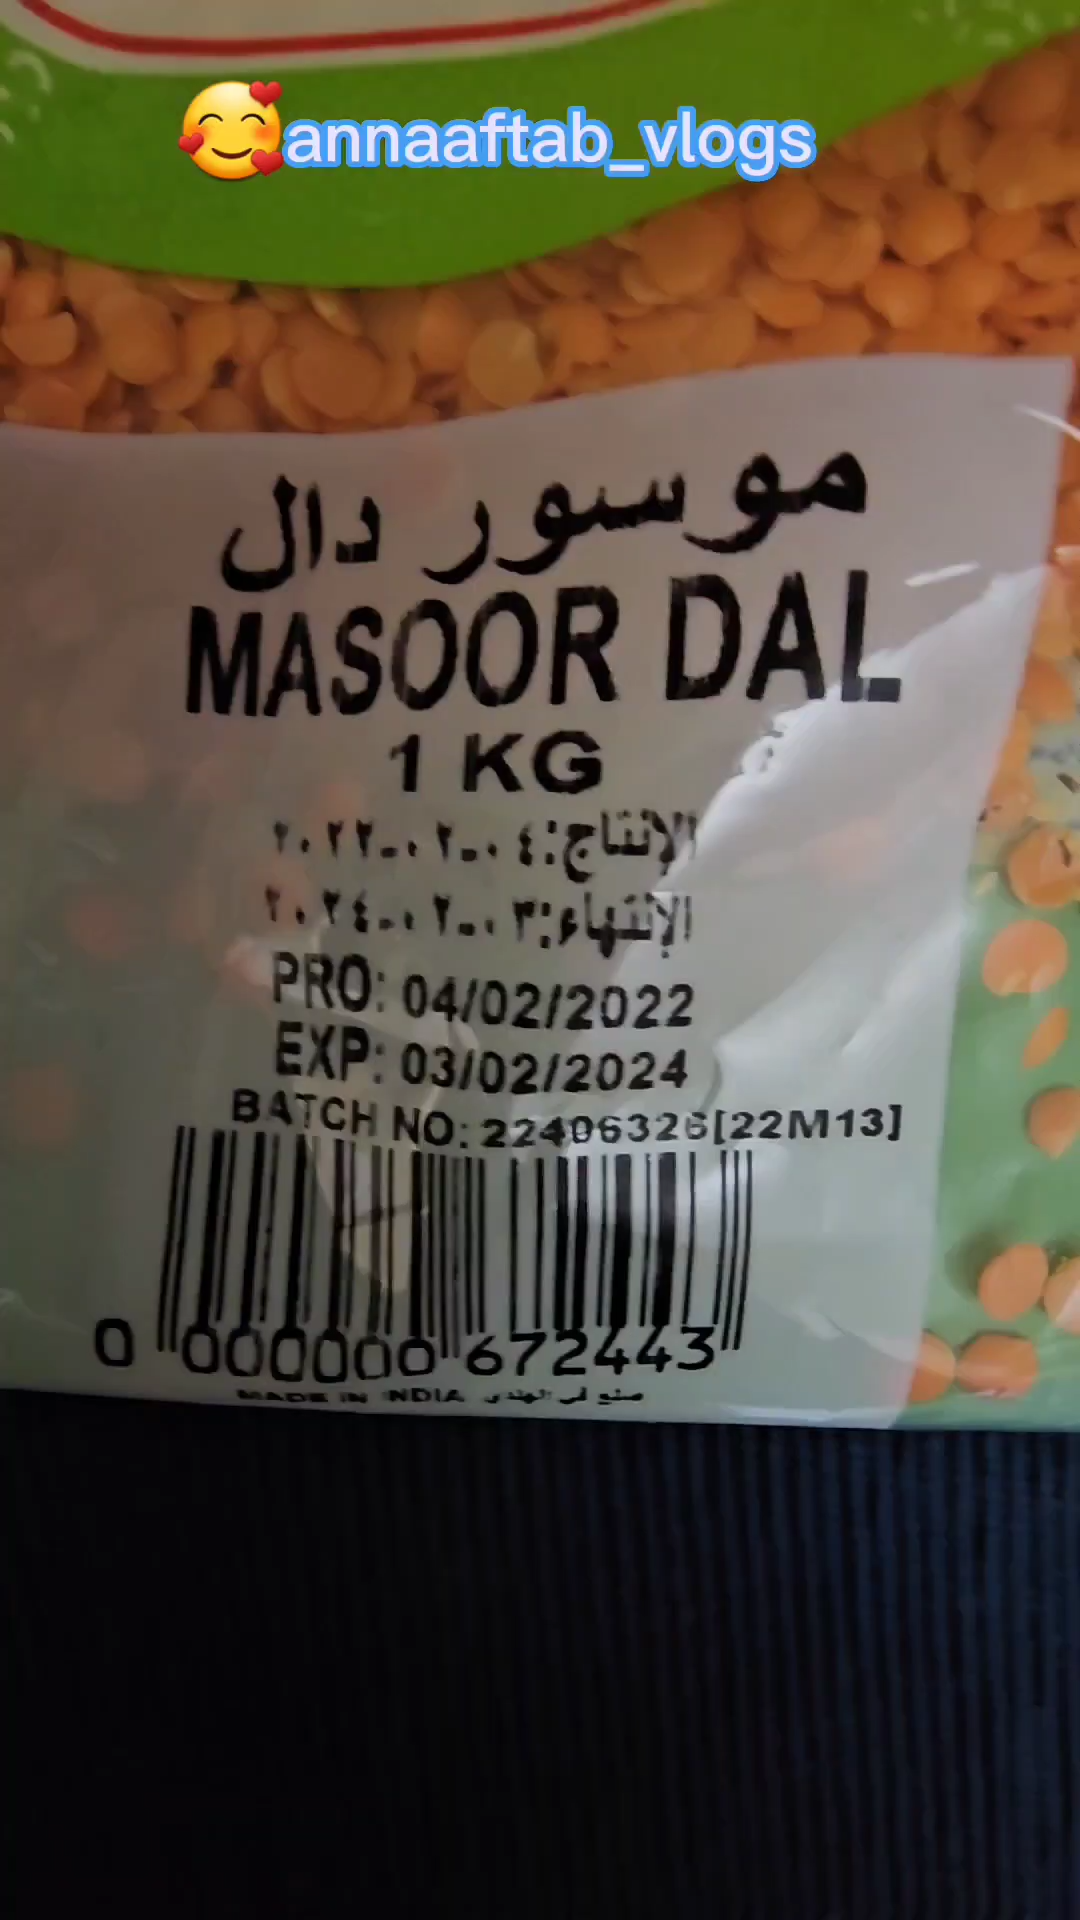 🥰annaaftab_vlogs
موسور دال
MASOOR DAL
1 KG
الإنتاج:٠٤-٠٢-٢٠٢٢
الإنتهاء:٠٣-٠٢-٢٠٢٤
PRO: 04/02/2022
EXP: 03/02/2024
BATCH NO: 22406326[22M13]
0 000000 672443
MADE IN INDIA صنع في الهند